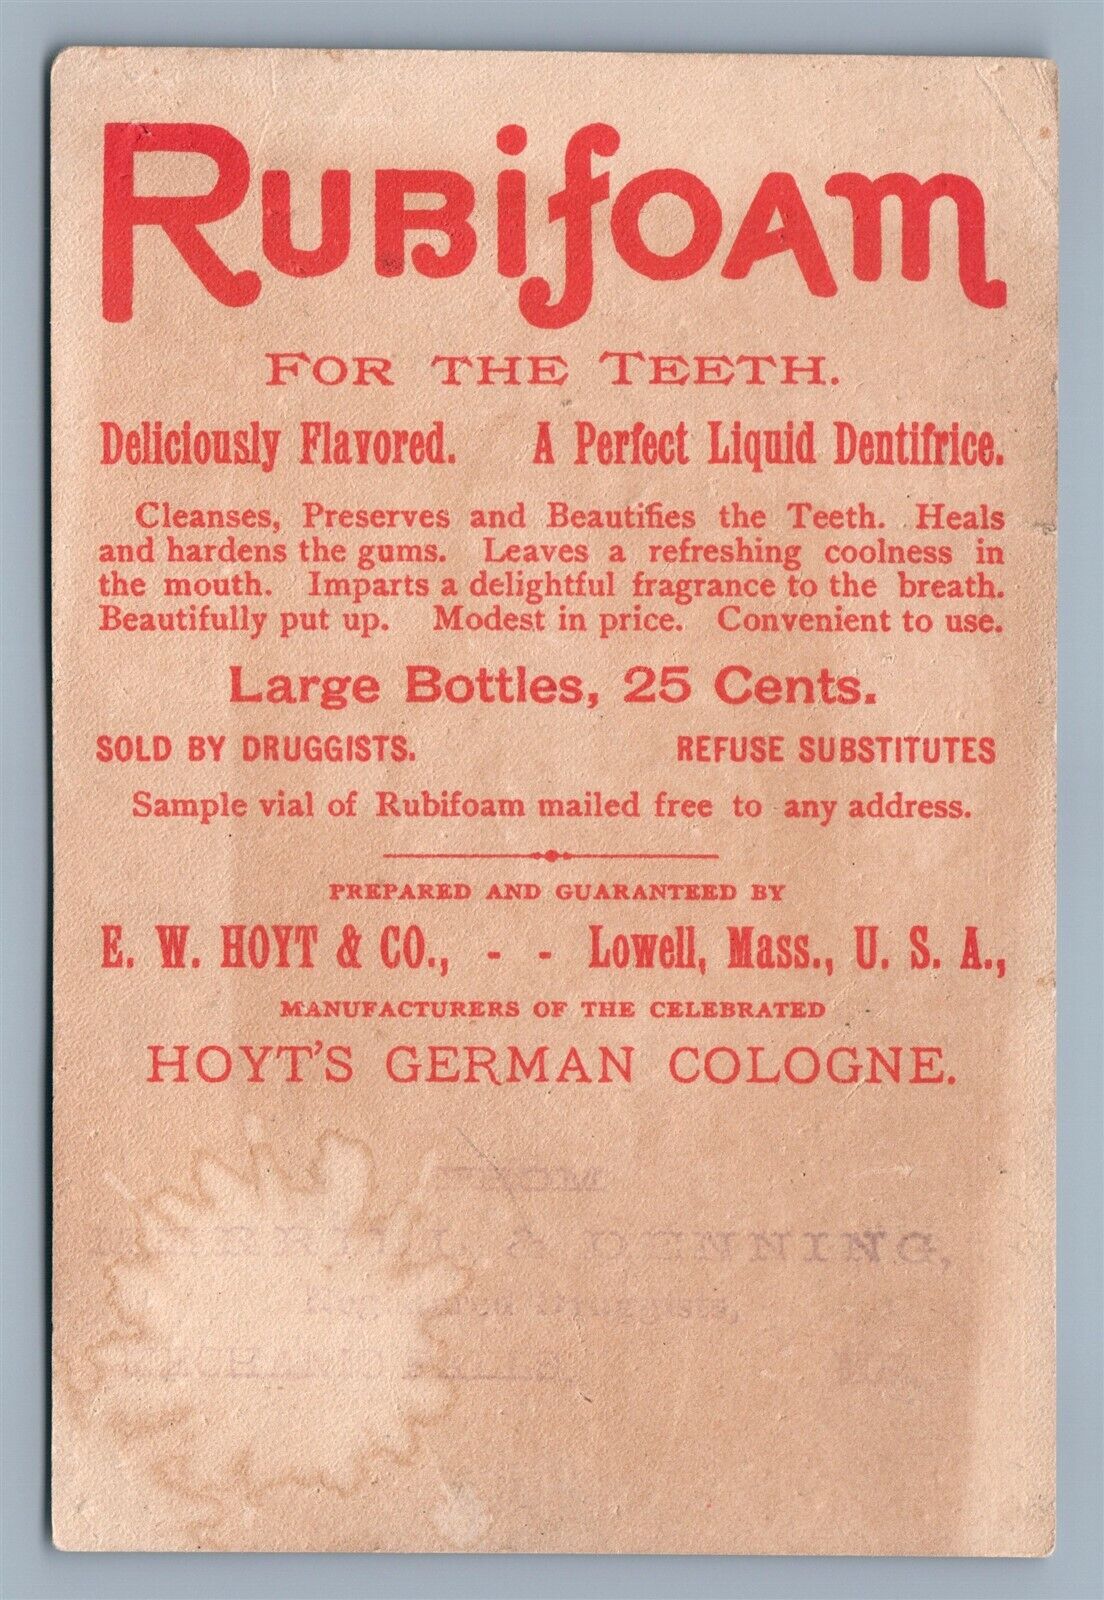 RUBifOAm
FOR THE TEETH.
Deliciously Flavored. A Perfect Liquid Dentifrice.
Cleanses, Preserves and Beautifies the Teeth. Heals
and hardens the gums. Leaves a refreshing coolness in
the mouth. Imparts a delightful fragrance to the breath.
Beautifully put up. Modest in price. Convenient to use.
Large Bottles, 25 Cents.
SOLD BY DRUGGISTS. REFUSE SUBSTITUTES
Sample vial of Rubifoam mailed free to any address.
PREPARED AND GUARANTEED BY
E. W. HOYT & CO., - - Lowell, Mass., U. S. A.,
MANUFACTURERS OF THE CELEBRATED
HOYT'S GERMAN COLOGNE.
FROM
& DENNING,
Druggists,